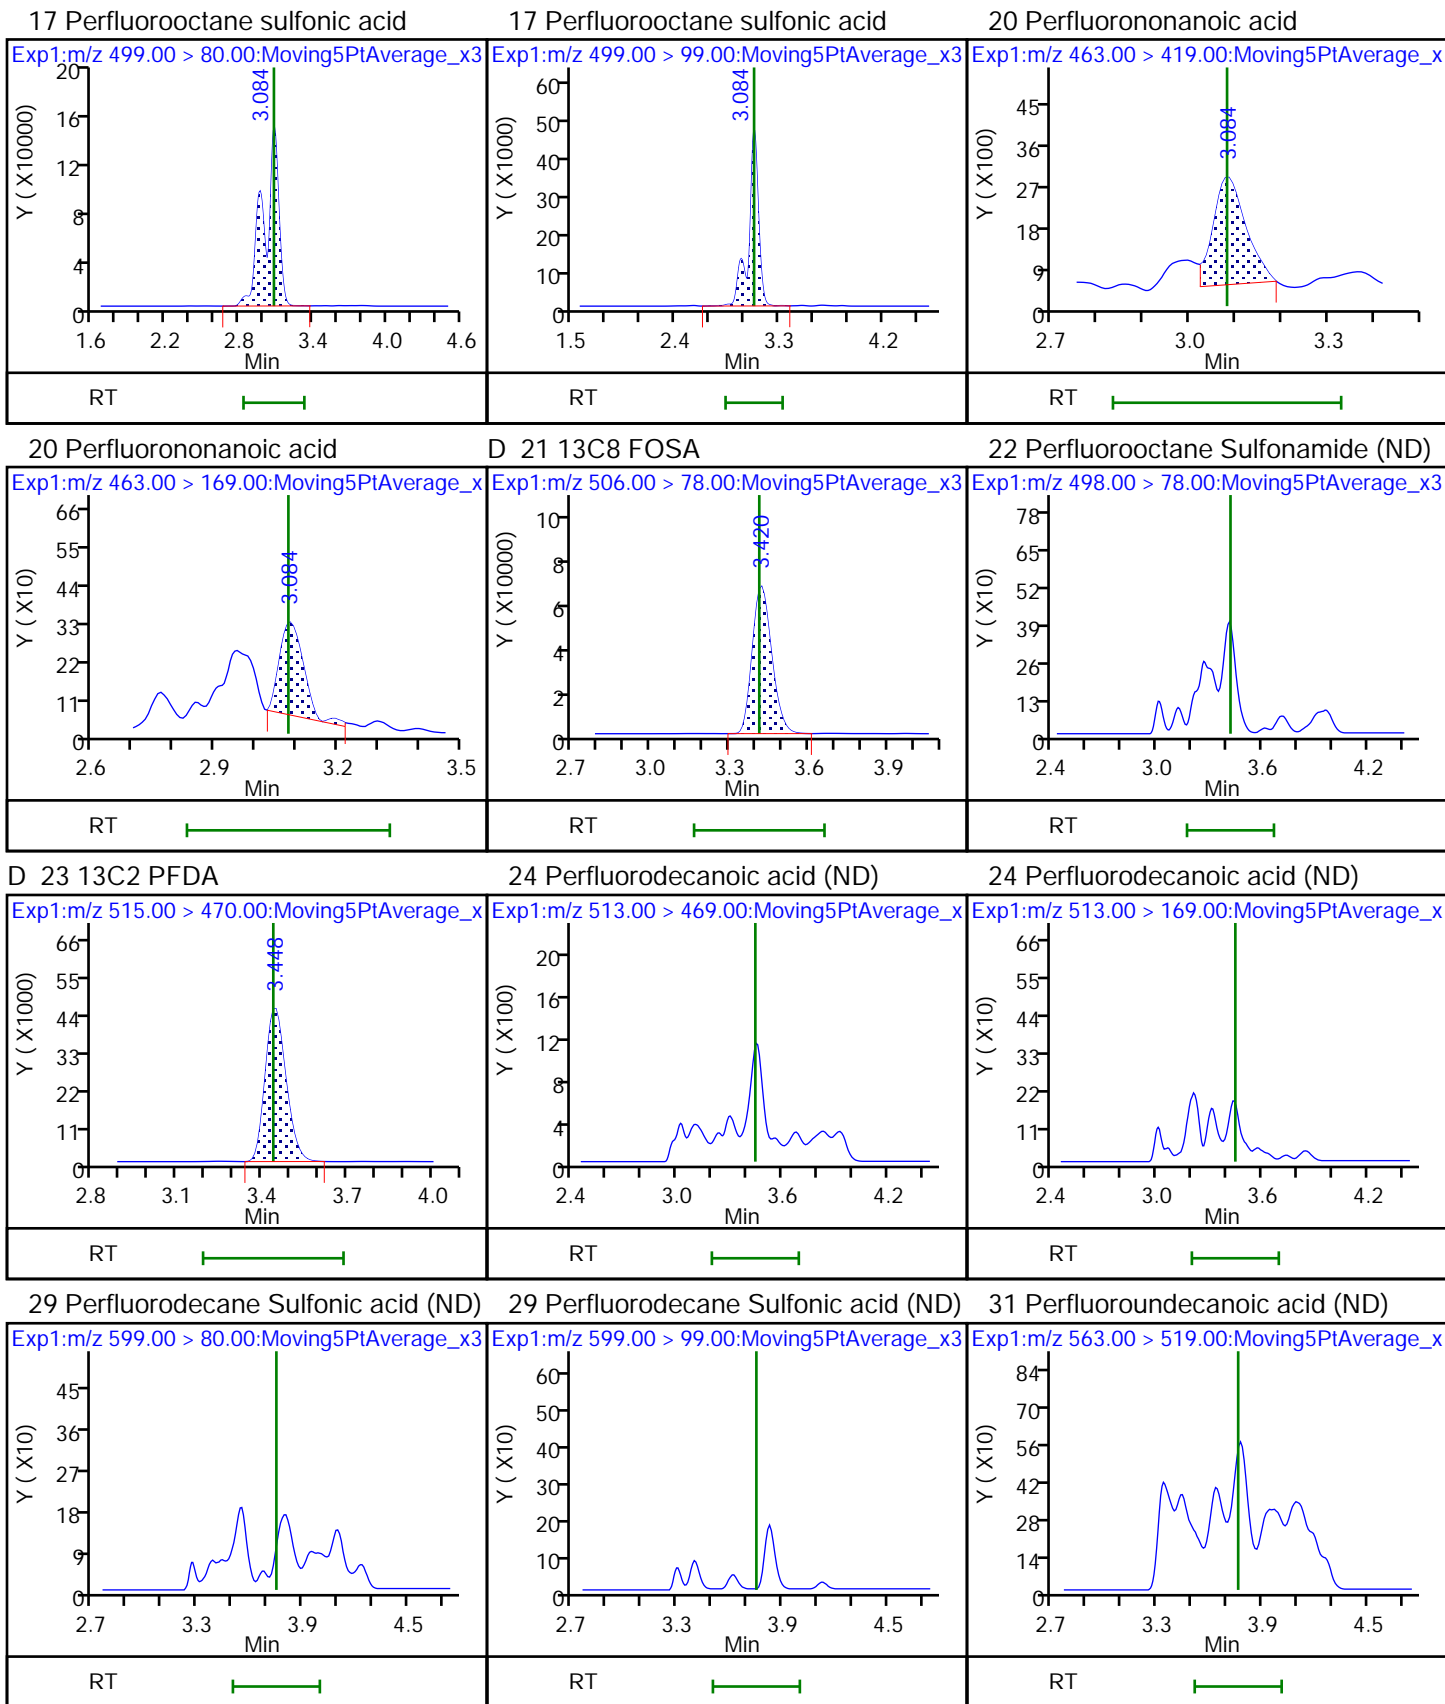 17 Perfluorooctane sulfonic acid
Exp1:m/z 499.00 > 80.00:Moving5PtAverage_x3
Y ( X10000)
20
16
12
8
4
0
3.084
1.6 2.2 2.8 3.4 4.0 4.6
Min
RT
17 Perfluorooctane sulfonic acid
Exp1:m/z 499.00 > 99.00:Moving5PtAverage_x3
Y ( X1000)
60
50
40
30
20
10
0
3.084
1.5 2.4 3.3 4.2
Min
RT
20 Perfluorononanoic acid
Exp1:m/z 463.00 > 419.00:Moving5PtAverage_x
Y ( X100)
45
36
27
18
9
0
3.084
2.7 3.0 3.3
Min
RT
20 Perfluorononanoic acid
Exp1:m/z 463.00 > 169.00:Moving5PtAverage_x
Y ( X10)
66
55
44
33
22
11
0
3.084
2.6 2.9 3.2 3.5
Min
RT
D 21 13C8 FOSA
Exp1:m/z 506.00 > 78.00:Moving5PtAverage_x3
Y ( X10000)
10
8
6
4
2
0
3.420
2.7 3.0 3.3 3.6 3.9
Min
RT
22 Perfluorooctane Sulfonamide (ND)
Exp1:m/z 498.00 > 78.00:Moving5PtAverage_x3
Y ( X10)
78
65
52
39
26
13
0
2.4 3.0 3.6 4.2
Min
RT
D 23 13C2 PFDA
Exp1:m/z 515.00 > 470.00:Moving5PtAverage_x
Y ( X1000)
66
55
44
33
22
11
0
3.448
2.8 3.1 3.4 3.7 4.0
Min
RT
24 Perfluorodecanoic acid (ND)
Exp1:m/z 513.00 > 469.00:Moving5PtAverage_x
Y ( X100)
20
16
12
8
4
0
2.4 3.0 3.6 4.2
Min
RT
24 Perfluorodecanoic acid (ND)
Exp1:m/z 513.00 > 169.00:Moving5PtAverage_x
Y ( X10)
66
55
44
33
22
11
0
2.4 3.0 3.6 4.2
Min
RT
29 Perfluorodecane Sulfonic acid (ND)
Exp1:m/z 599.00 > 80.00:Moving5PtAverage_x3
Y ( X10)
45
36
27
18
9
0
2.7 3.3 3.9 4.5
Min
RT
29 Perfluorodecane Sulfonic acid (ND)
Exp1:m/z 599.00 > 99.00:Moving5PtAverage_x3
Y ( X10)
60
50
40
30
20
10
0
2.7 3.3 3.9 4.5
Min
RT
31 Perfluoroundecanoic acid (ND)
Exp1:m/z 563.00 > 519.00:Moving5PtAverage_x
Y ( X10)
84
70
56
42
28
14
0
2.7 3.3 3.9 4.5
Min
RT